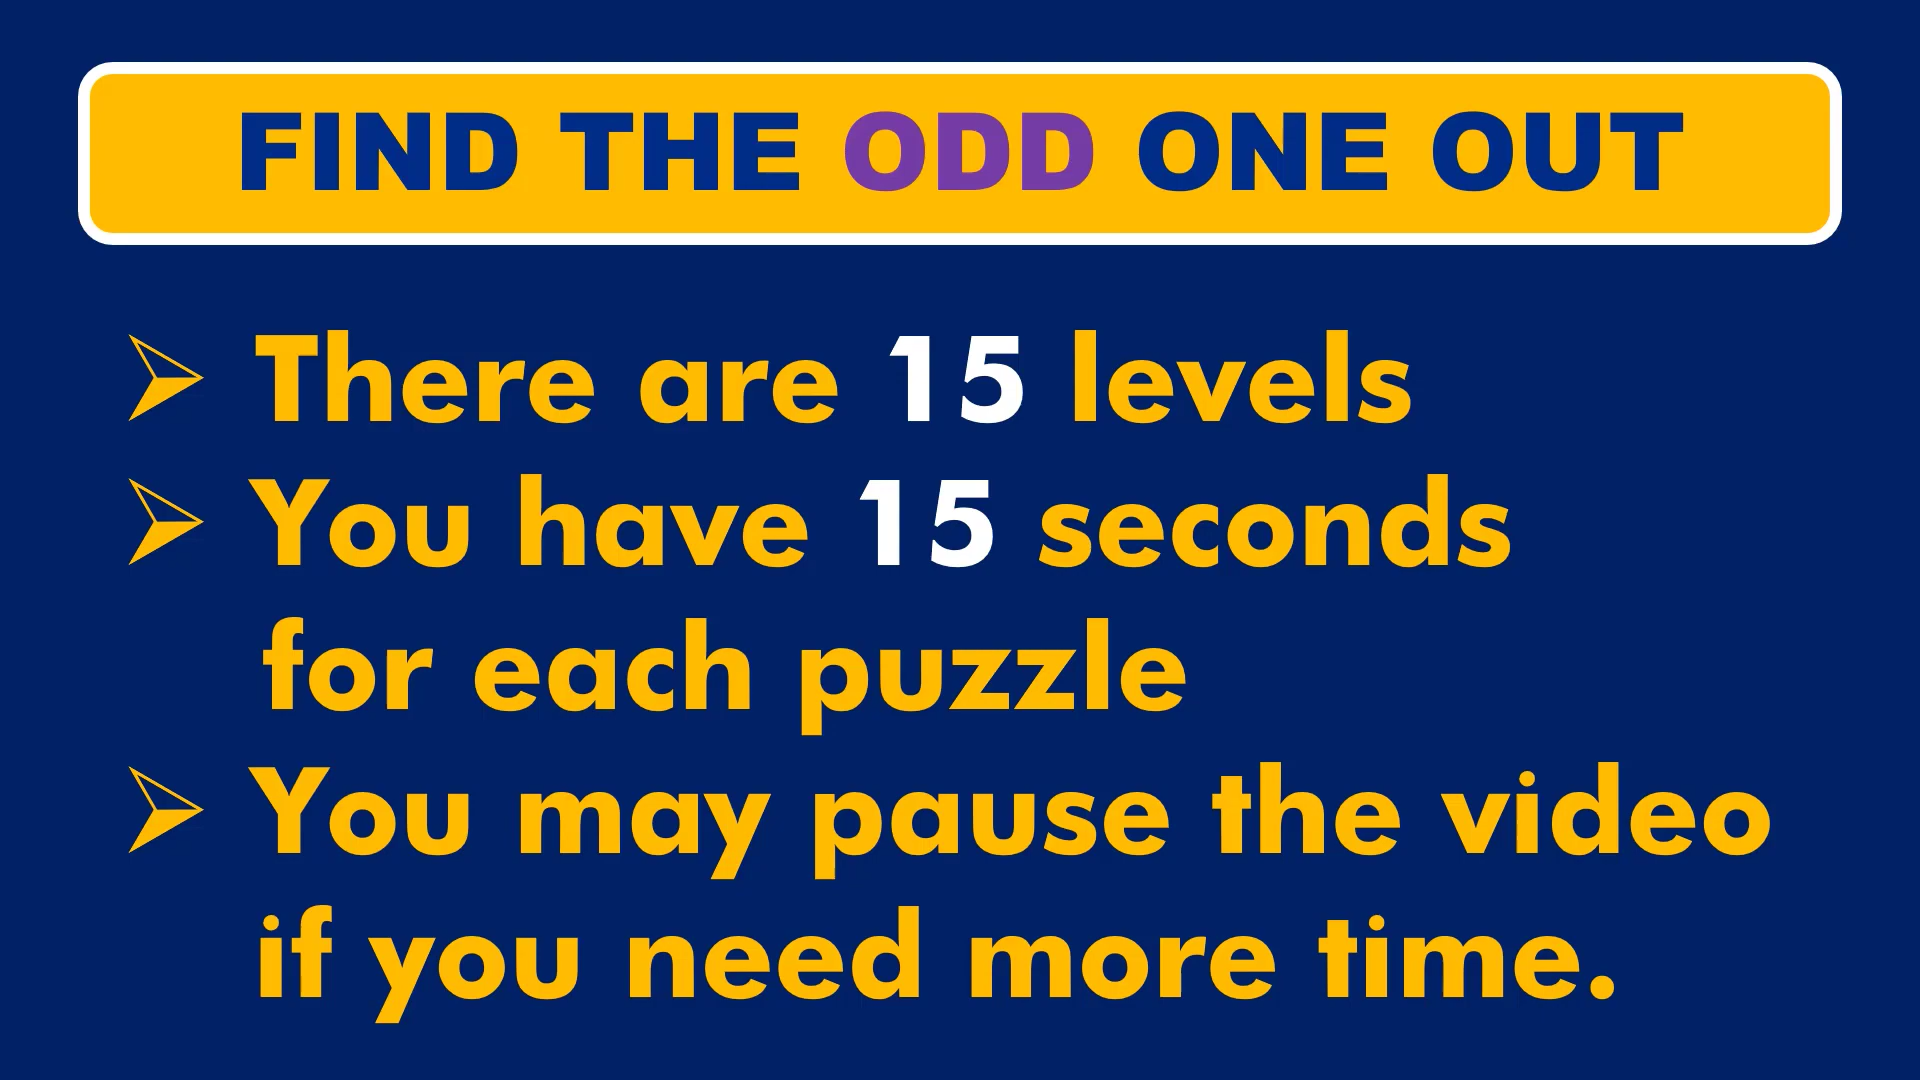 FIND THE ODD ONE OUT
➢ There are 15 levels
➢ You have 15 seconds
for each puzzle
➢ You may pause the video
if you need more time.